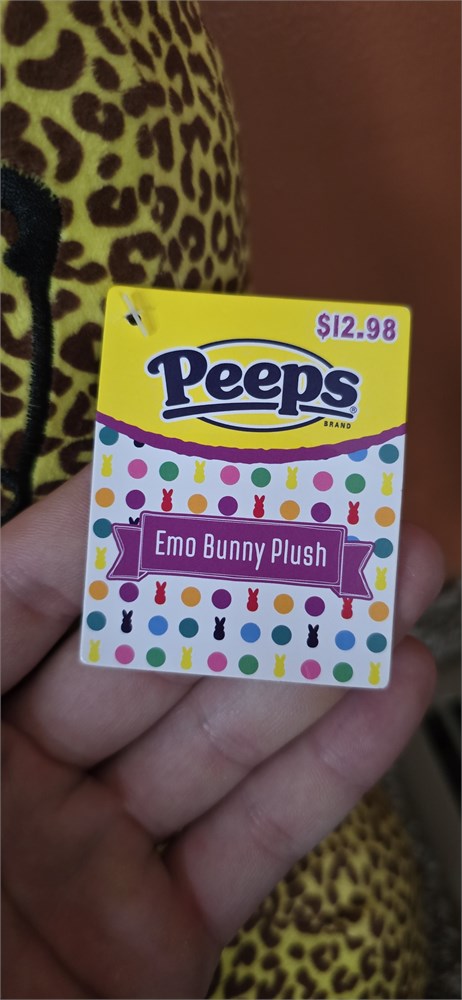 $12.98
Peeps®
BRAND
Emo Bunny Plush